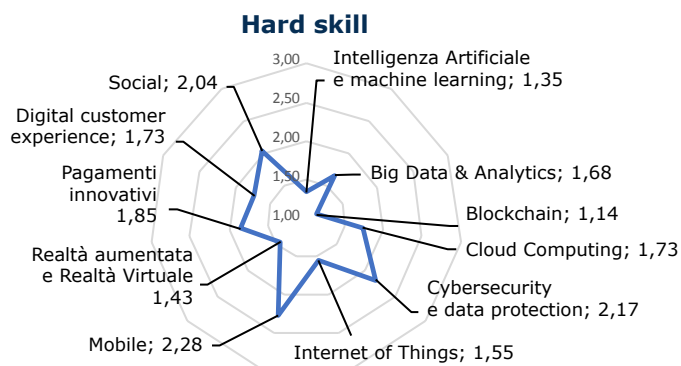 Hard skill
3,00
2,50
2,00
1,50
1,00
Intelligenza Artificiale
e machine learning; 1,35
Big Data & Analytics; 1,68
Blockchain; 1,14
Cloud Computing; 1,73
Cybersecurity
e data protection; 2,17
Internet of Things; 1,55
Mobile; 2,28
Realtà aumentata
e Realtà Virtuale
1,43
Pagamenti
innovativi
1,85
Digital customer
experience; 1,73
Social; 2,04